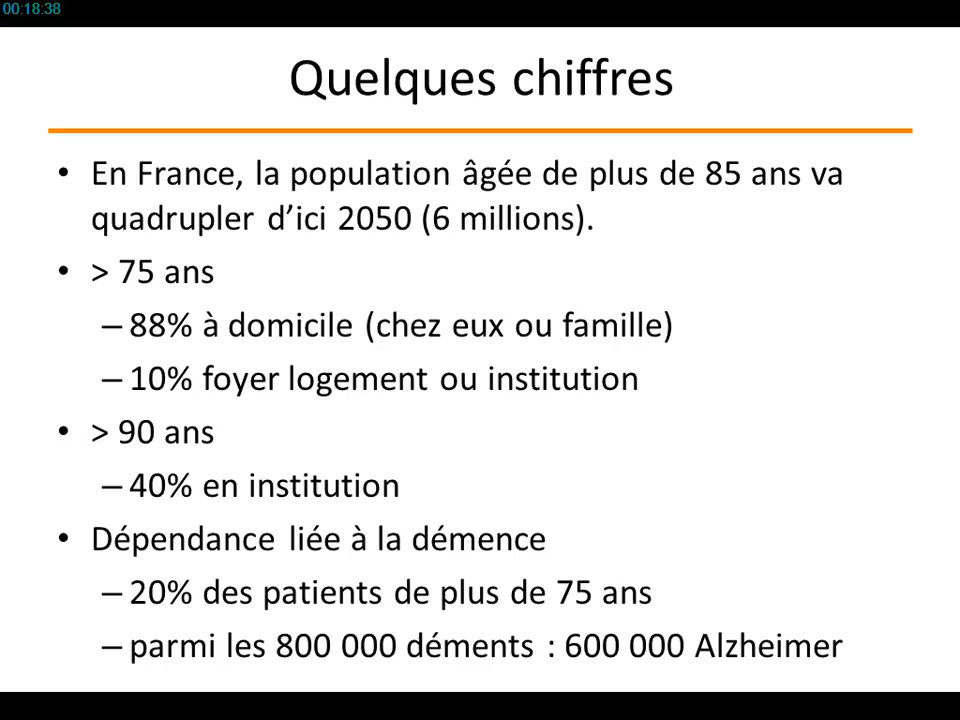 00:18:38
Quelques chiffres
• En France, la population âgée de plus de 85 ans va
quadrupler d’ici 2050 (6 millions).
• > 75 ans
– 88% à domicile (chez eux ou famille)
– 10% foyer logement ou institution
• > 90 ans
– 40% en institution
• Dépendance liée à la démence
– 20% des patients de plus de 75 ans
– parmi les 800 000 déments : 600 000 Alzheimer